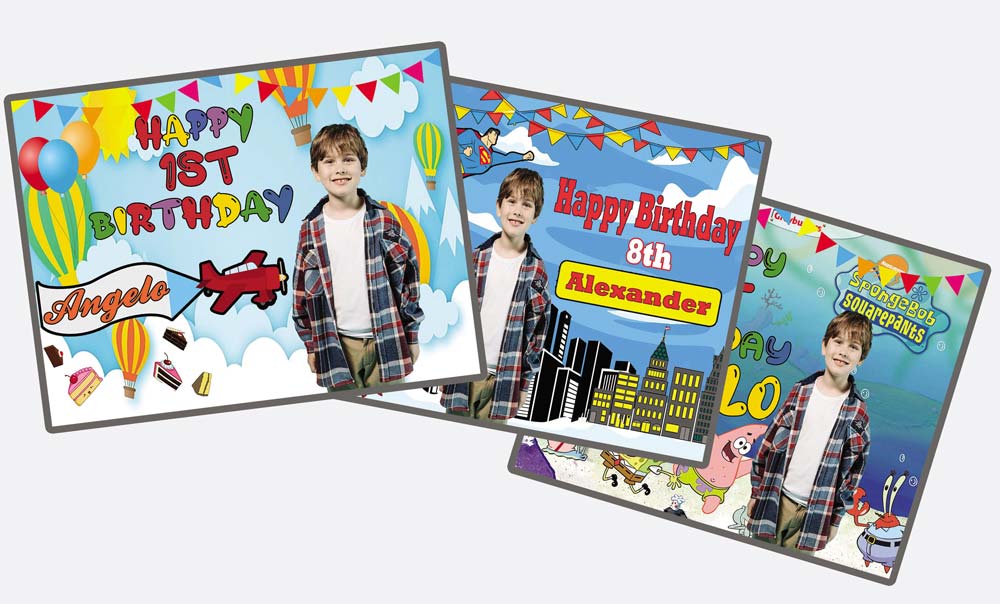 HAPPY
1ST
BIRTHDAY
Angelo
Happy Birthday
8th
Alexander
SpongeBob
SQUAREPANTS